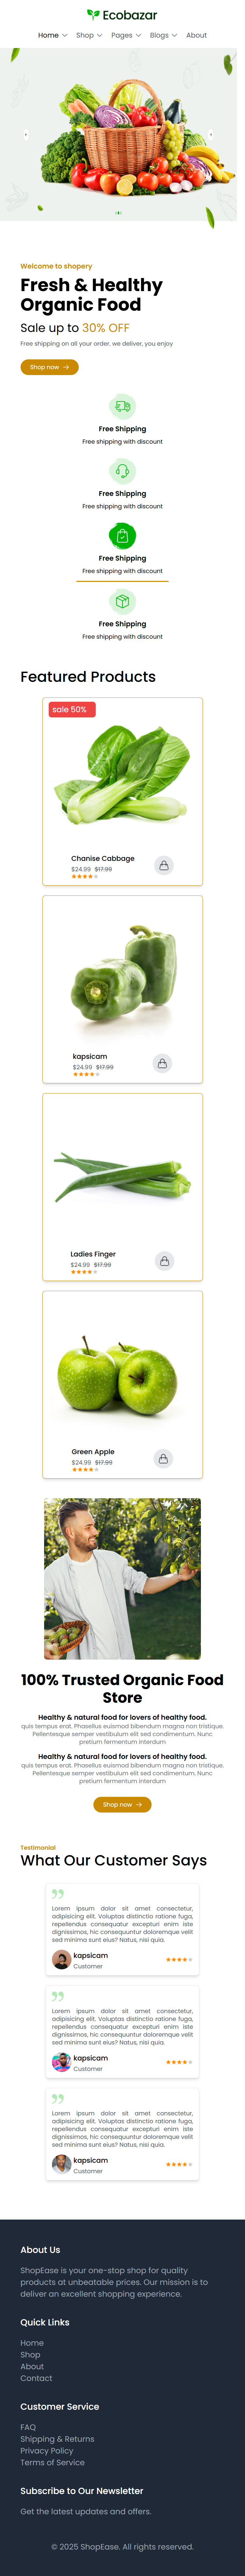 Ecobazar
Home Shop Pages Blogs About
Welcome to shopery
Fresh & Healthy
Organic Food
Sale up to 30% OFF
Free shipping on all your order. we deliver, you enjoy
Shop now
Free Shipping
Free shipping with discount
Free Shipping
Free shipping with discount
Free Shipping
Free shipping with discount
Free Shipping
Free shipping with discount
Featured Products
sale 50%
Chanise Cabbage
$24.99 $17.99
kapsicam
$24.99 $17.99
Ladies Finger
$24.99 $17.99
Green Apple
$24.99 $17.99
100% Trusted Organic Food
Store
Healthy & natural food for lovers of healthy food.
quis tempus erat. Phasellus euismod bibendum magna non tristique.
Pellentesque semper vestibulum elit sed condimentum. Nunc
pretium fermentum interdum
Healthy & natural food for lovers of healthy food.
quis tempus erat. Phasellus euismod bibendum magna non tristique.
Pellentesque semper vestibulum elit sed condimentum. Nunc
pretium fermentum interdum
Shop now
Testimonial
What Our Customer Says
Lorem ipsum dolor sit amet consectetur,
adipisicing elit. Voluptas distinctio ratione fuga,
repellendus consequatur excepturi enim iste
dignissimos, hic consequuntur doloremque velit
sed minima sunt eius? Natus, nisi quia.
kapsicam
Customer
Lorem ipsum dolor sit amet consectetur,
adipisicing elit. Voluptas distinctio ratione fuga,
repellendus consequatur excepturi enim iste
dignissimos, hic consequuntur doloremque velit
sed minima sunt eius? Natus, nisi quia.
kapsicam
Customer
Lorem ipsum dolor sit amet consectetur,
adipisicing elit. Voluptas distinctio ratione fuga,
repellendus consequatur excepturi enim iste
dignissimos, hic consequuntur doloremque velit
sed minima sunt eius? Natus, nisi quia.
kapsicam
Customer
About Us
ShopEase is your one-stop shop for quality
products at unbeatable prices. Our mission is to
deliver an excellent shopping experience.
Quick Links
Home
Shop
About
Contact
Customer Service
FAQ
Shipping & Returns
Privacy Policy
Terms of Service
Subscribe to Our Newsletter
Get the latest updates and offers.
© 2025 ShopEase. All rights reserved.